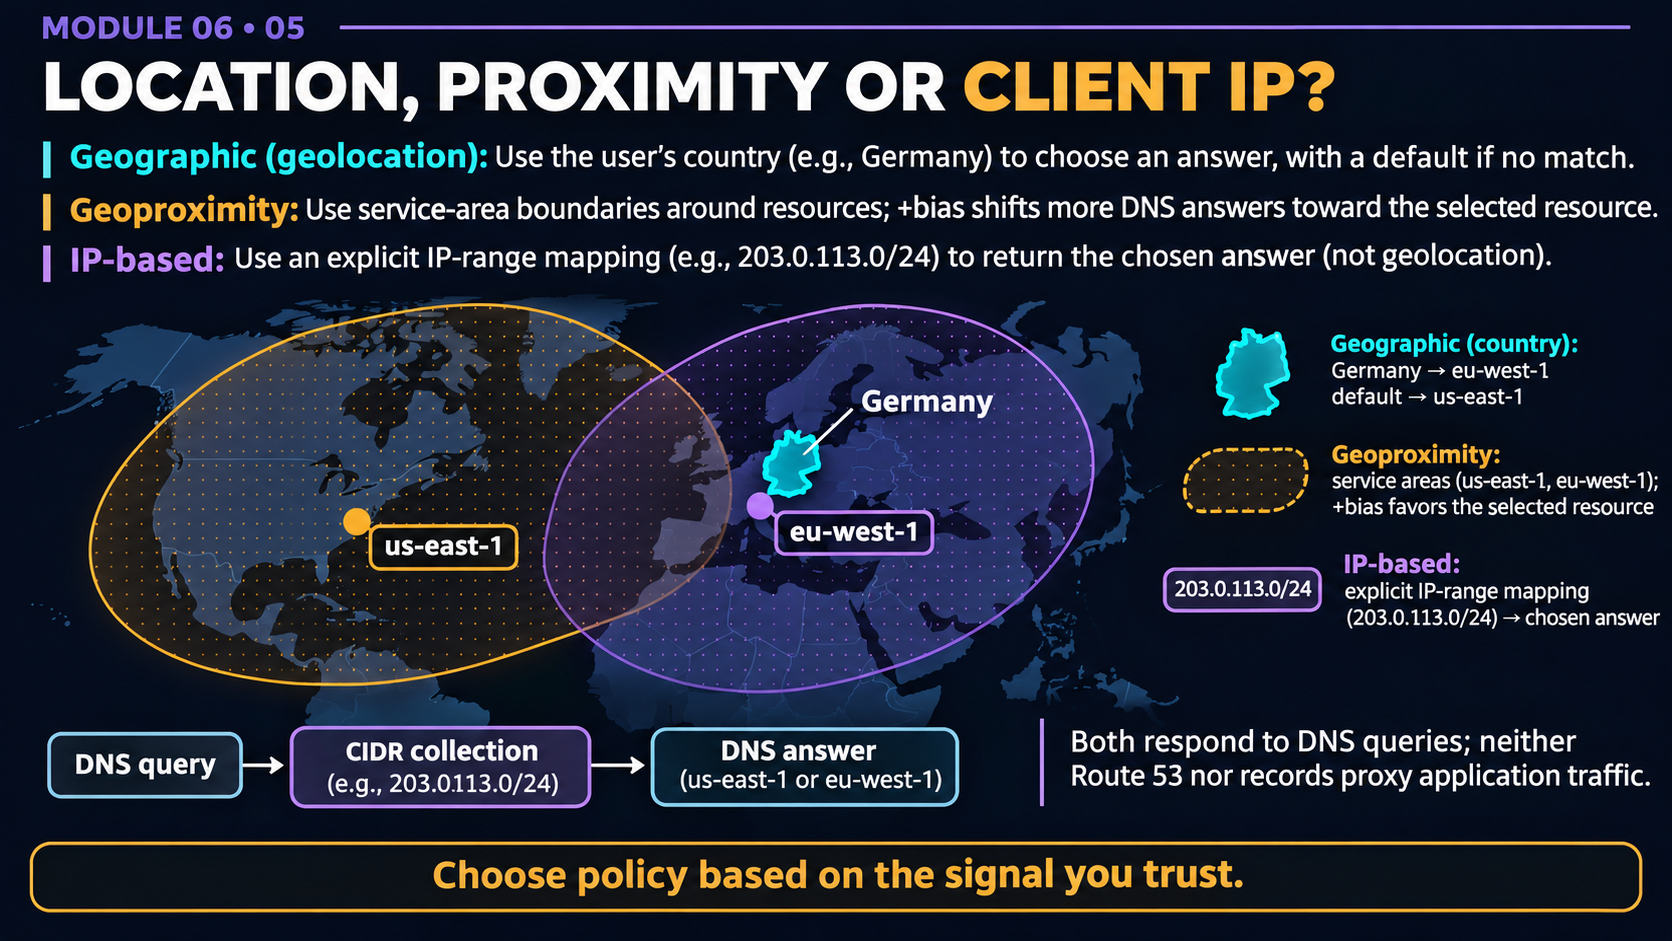 MODULE 06 • 05
LOCATION, PROXIMITY OR CLIENT IP?
Geographic (geolocation): Use the user's country (e.g., Germany) to choose an answer, with a default if no match.
Geoproximity: Use service-area boundaries around resources; +bias shifts more DNS answers toward the selected resource.
IP-based: Use an explicit IP-range mapping (e.g., 203.0.113.0/24) to return the chosen answer (not geolocation).
Germany
us-east-1
eu-west-1
Geographic (country):
Germany → eu-west-1
default → us-east-1
Geoproximity:
service areas (us-east-1, eu-west-1);
+bias favors the selected resource
203.0.113.0/24
IP-based:
explicit IP-range mapping
(203.0.113.0/24) → chosen answer
DNS query
CIDR collection
(e.g., 203.0.113.0/24)
DNS answer
(us-east-1 or eu-west-1)
Both respond to DNS queries; neither
Route 53 nor records proxy application traffic.
Choose policy based on the signal you trust.